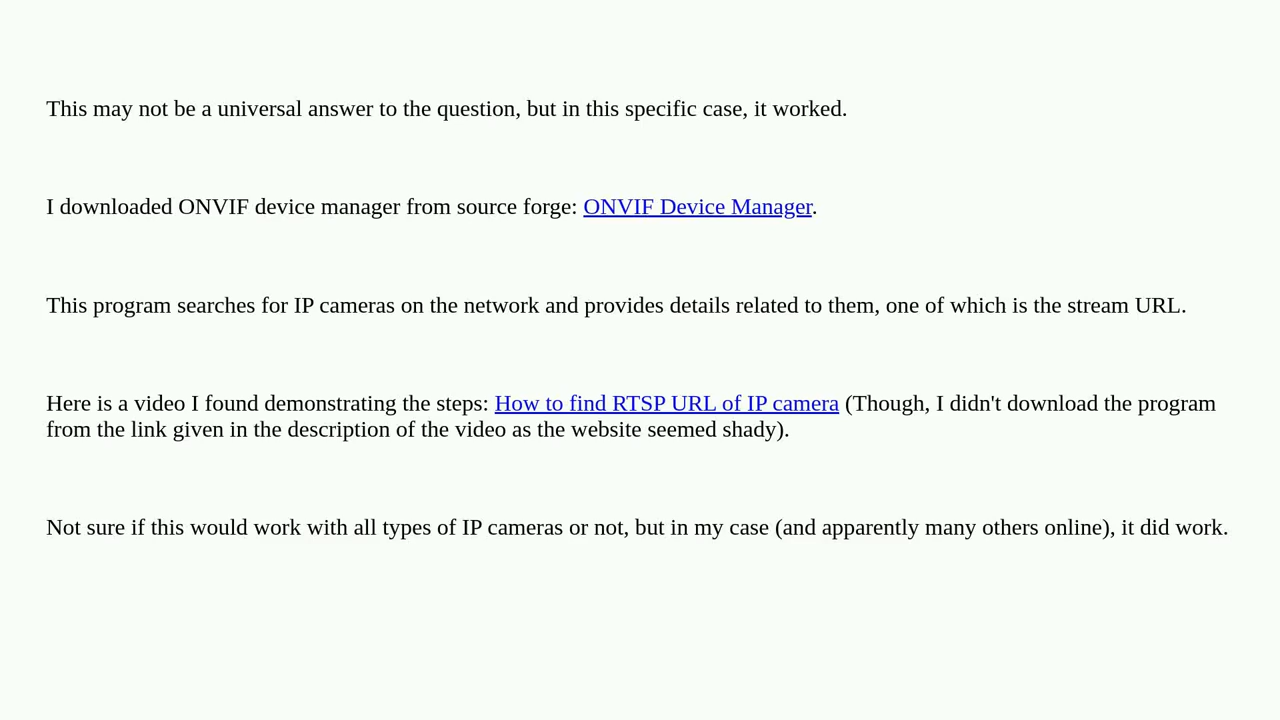 This may not be a universal answer to the question, but in this specific case, it worked.
I downloaded ONVIF device manager from source forge: ONVIF Device Manager.
This program searches for IP cameras on the network and provides details related to them, one of which is the stream URL.
Here is a video I found demonstrating the steps: How to find RTSP URL of IP camera (Though, I didn't download the program
from the link given in the description of the video as the website seemed shady).
Not sure if this would work with all types of IP cameras or not, but in my case (and apparently many others online), it did work.